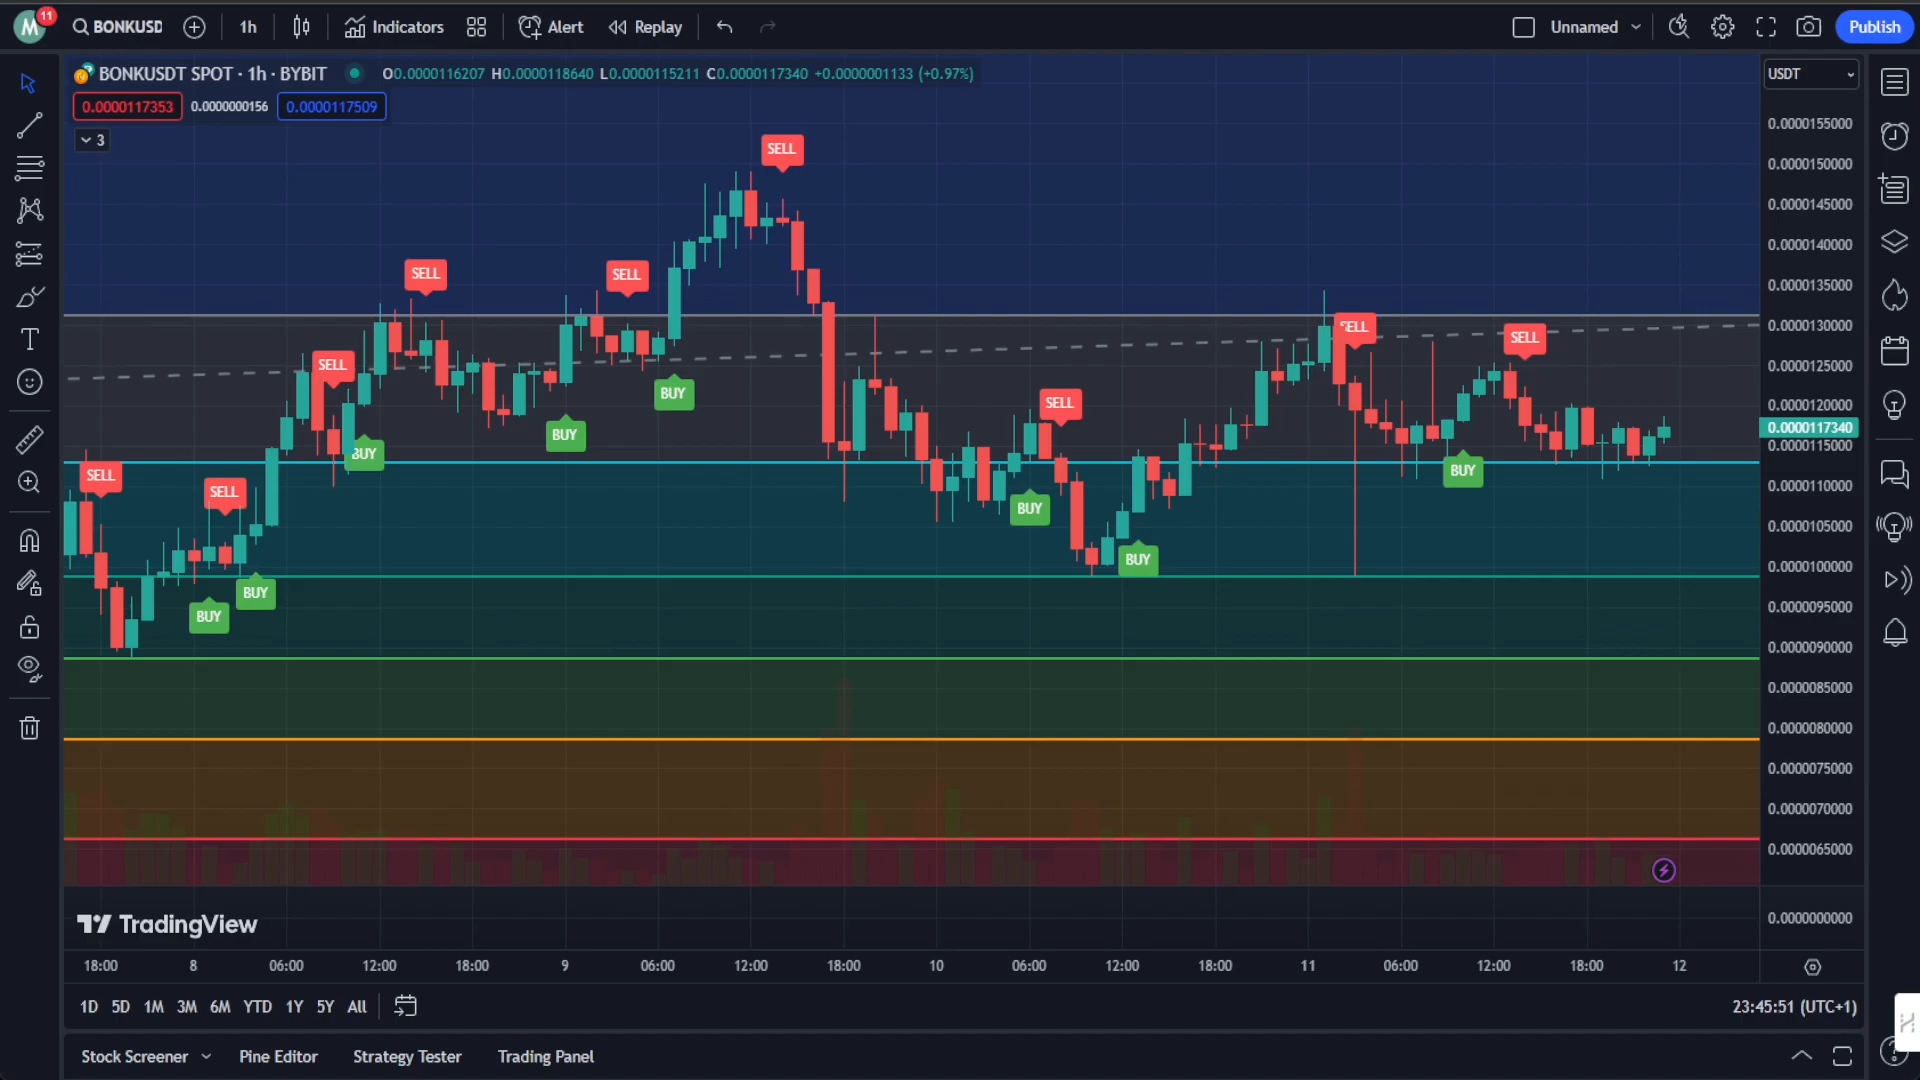 M 11 BONKUSD 1h Indicators Alert Replay Unnamed Publish
BONKUSDT SPOT · 1h · BYBIT O0.0000116207 H0.0000118640 L0.0000115211 C0.0000117340 +0.0000001133 (+0.97%) USDT
0.0000117353 0.0000000156 0.0000117509
3
0.0000155000
0.0000150000
0.0000145000
0.0000140000
0.0000135000
0.0000130000
0.0000125000
0.0000120000
0.0000117340
0.0000115000
0.0000110000
0.0000105000
0.0000100000
0.0000095000
0.0000090000
0.0000085000
0.0000080000
0.0000075000
0.0000070000
0.0000065000
0.0000000000
SELL
SELL
SELL
SELL
SELL
SELL
SELL
SELL
SELL
BUY
BUY
BUY
BUY
BUY
BUY
BUY
BUY
TradingView
18:00 8 06:00 12:00 18:00 9 06:00 12:00 18:00 10 06:00 12:00 18:00 11 06:00 12:00 18:00 12
1D 5D 1M 3M 6M YTD 1Y 5Y All 23:45:51 (UTC+1)
Stock Screener Pine Editor Strategy Tester Trading Panel